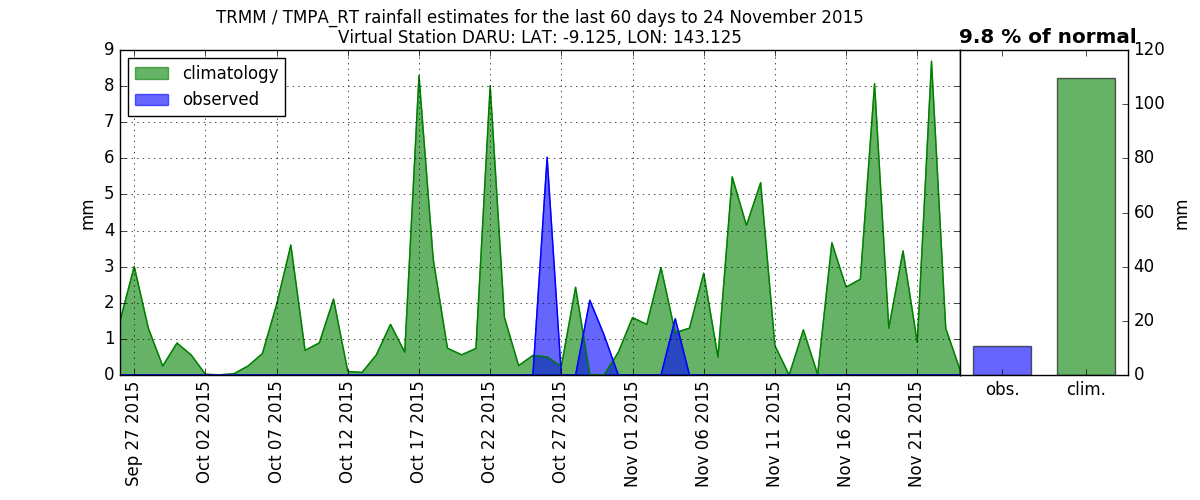 TRMM / TMPA_RT rainfall estimates for the last 60 days to 24 November 2015
Virtual Station DARU: LAT: -9.125, LON: 143.125
9.8 % of normal
climatology
observed
9
8
7
6
5
4
3
2
1
0
mm
Sep 27 2015
Oct 02 2015
Oct 07 2015
Oct 12 2015
Oct 17 2015
Oct 22 2015
Oct 27 2015
Nov 01 2015
Nov 06 2015
Nov 11 2015
Nov 16 2015
Nov 21 2015
120
100
80
60
40
20
0
mm
obs.
clim.